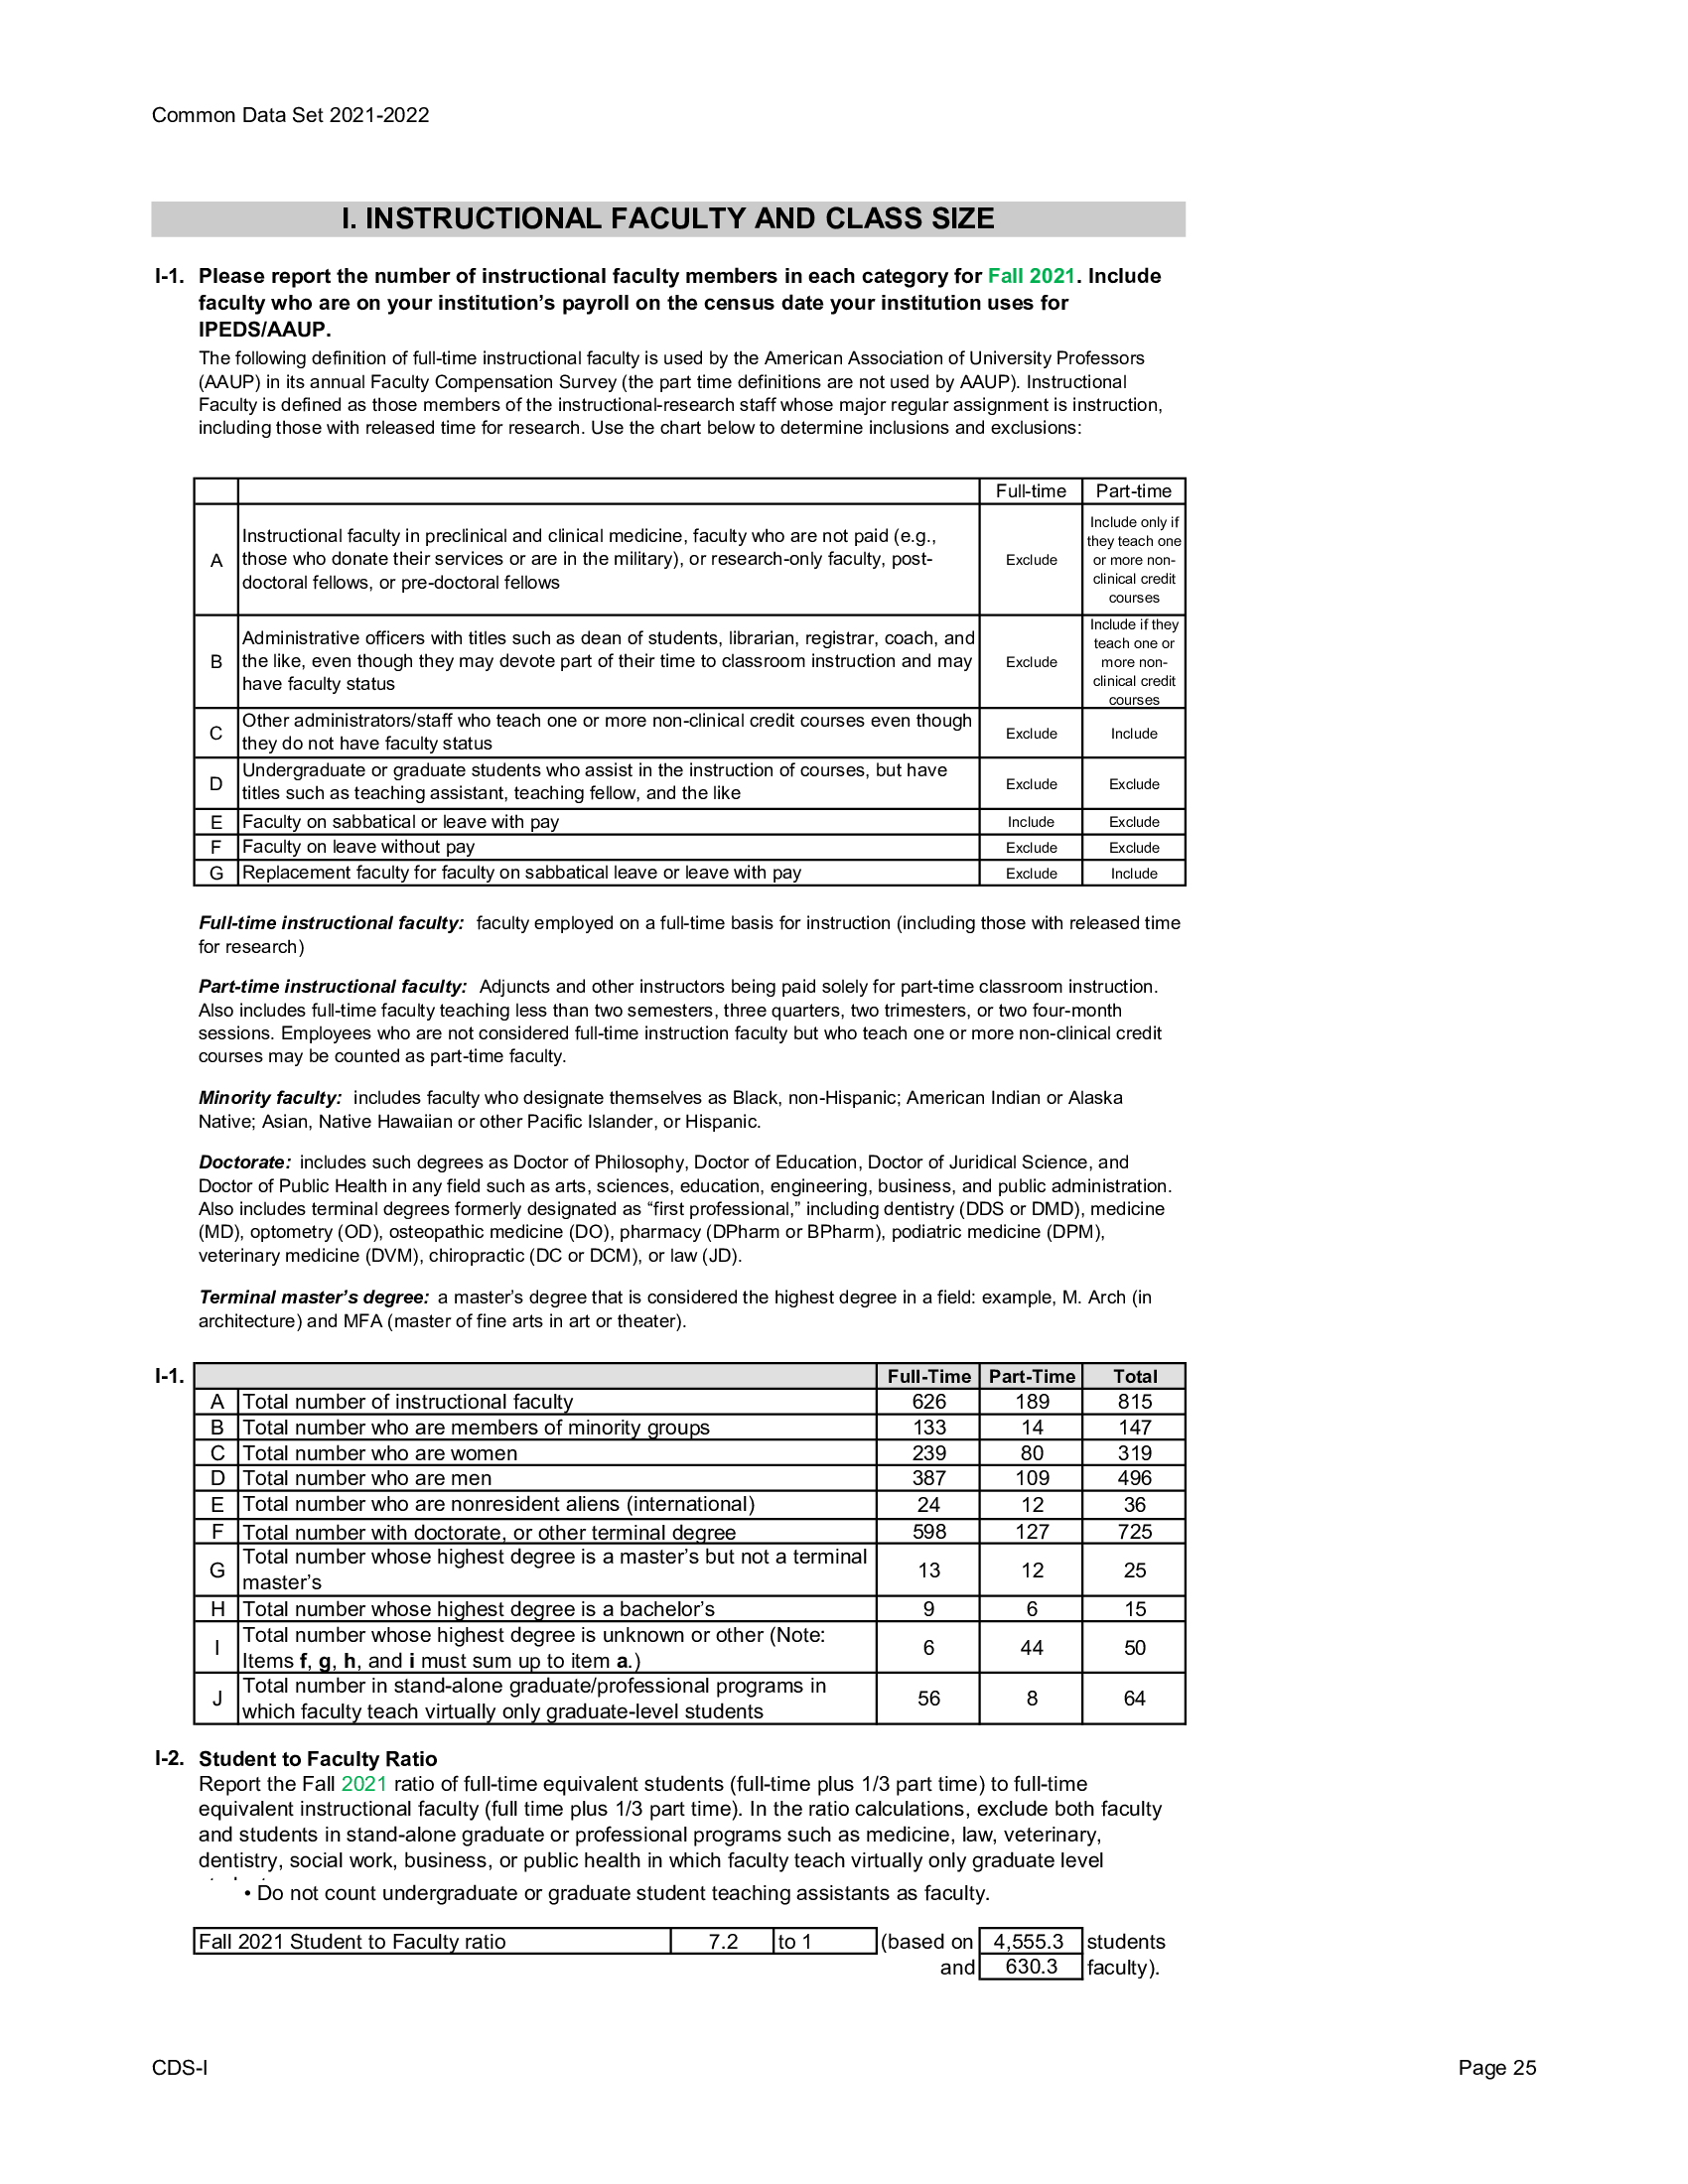 Common Data Set 2021-2022
I. INSTRUCTIONAL FACULTY AND CLASS SIZE
I-1. Please report the number of instructional faculty members in each category for Fall 2021. Include
faculty who are on your institution’s payroll on the census date your institution uses for
IPEDS/AAUP.
The following definition of full-time instructional faculty is used by the American Association of University Professors
(AAUP) in its annual Faculty Compensation Survey (the part time definitions are not used by AAUP). Instructional
Faculty is defined as those members of the instructional-research staff whose major regular assignment is instruction,
including those with released time for research. Use the chart below to determine inclusions and exclusions:
Full-time Part-time
A
Instructional faculty in preclinical and clinical medicine, faculty who are not paid (e.g.,
those who donate their services or are in the military), or research-only faculty, post-
doctoral fellows, or pre-doctoral fellows
Exclude
Include only if
they teach one
or more non-
clinical credit
courses
B
Administrative officers with titles such as dean of students, librarian, registrar, coach, and
the like, even though they may devote part of their time to classroom instruction and may
have faculty status
Exclude
Include if they
teach one or
more non-
clinical credit
courses
C
Other administrators/staff who teach one or more non-clinical credit courses even though
they do not have faculty status
Exclude Include
D
Undergraduate or graduate students who assist in the instruction of courses, but have
titles such as teaching assistant, teaching fellow, and the like
Exclude Exclude
E Faculty on sabbatical or leave with pay Include Exclude
F Faculty on leave without pay Exclude Exclude
G Replacement faculty for faculty on sabbatical leave or leave with pay Exclude Include
Full-time instructional faculty: faculty employed on a full-time basis for instruction (including those with released time
for research)
Part-time instructional faculty: Adjuncts and other instructors being paid solely for part-time classroom instruction.
Also includes full-time faculty teaching less than two semesters, three quarters, two trimesters, or two four-month
sessions. Employees who are not considered full-time instruction faculty but who teach one or more non-clinical credit
courses may be counted as part-time faculty.
Minority faculty: includes faculty who designate themselves as Black, non-Hispanic; American Indian or Alaska
Native; Asian, Native Hawaiian or other Pacific Islander, or Hispanic.
Doctorate: includes such degrees as Doctor of Philosophy, Doctor of Education, Doctor of Juridical Science, and
Doctor of Public Health in any field such as arts, sciences, education, engineering, business, and public administration.
Also includes terminal degrees formerly designated as “first professional,” including dentistry (DDS or DMD), medicine
(MD), optometry (OD), osteopathic medicine (DO), pharmacy (DPharm or BPharm), podiatric medicine (DPM),
veterinary medicine (DVM), chiropractic (DC or DCM), or law (JD).
Terminal master’s degree: a master’s degree that is considered the highest degree in a field: example, M. Arch (in
architecture) and MFA (master of fine arts in art or theater).
I-1. Full-Time Part-Time Total
A Total number of instructional faculty 626 189 815
B Total number who are members of minority groups 133 14 147
C Total number who are women 239 80 319
D Total number who are men 387 109 496
E Total number who are nonresident aliens (international) 24 12 36
F Total number with doctorate, or other terminal degree 598 127 725
G
Total number whose highest degree is a master’s but not a terminal
master’s
13 12 25
H Total number whose highest degree is a bachelor’s 9 6 15
I
Total number whose highest degree is unknown or other (Note:
Items f, g, h, and i must sum up to item a.)
6 44 50
J
Total number in stand-alone graduate/professional programs in
which faculty teach virtually only graduate-level students
56 8 64
I-2. Student to Faculty Ratio
Report the Fall 2021 ratio of full-time equivalent students (full-time plus 1/3 part time) to full-time
equivalent instructional faculty (full time plus 1/3 part time). In the ratio calculations, exclude both faculty
and students in stand-alone graduate or professional programs such as medicine, law, veterinary,
dentistry, social work, business, or public health in which faculty teach virtually only graduate level
• Do not count undergraduate or graduate student teaching assistants as faculty.
Fall 2021 Student to Faculty ratio 7.2 to 1 (based on 4,555.3 students
and 630.3 faculty).
CDS-I Page 25